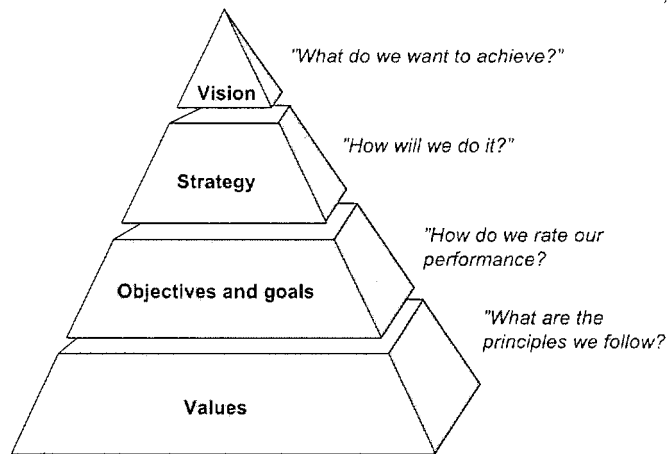 "What do we want to achieve?"
Vision
"How will we do it?"
Strategy
"How do we rate our
performance?
Objectives and goals
"What are the
principles we follow?
Values